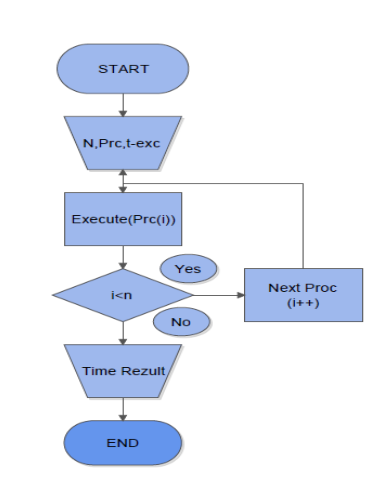 START
N,Prc,t-exc
Execute(Prc(i))
Yes
i<n
Next Proc
(i++)
No
Time Rezult
END